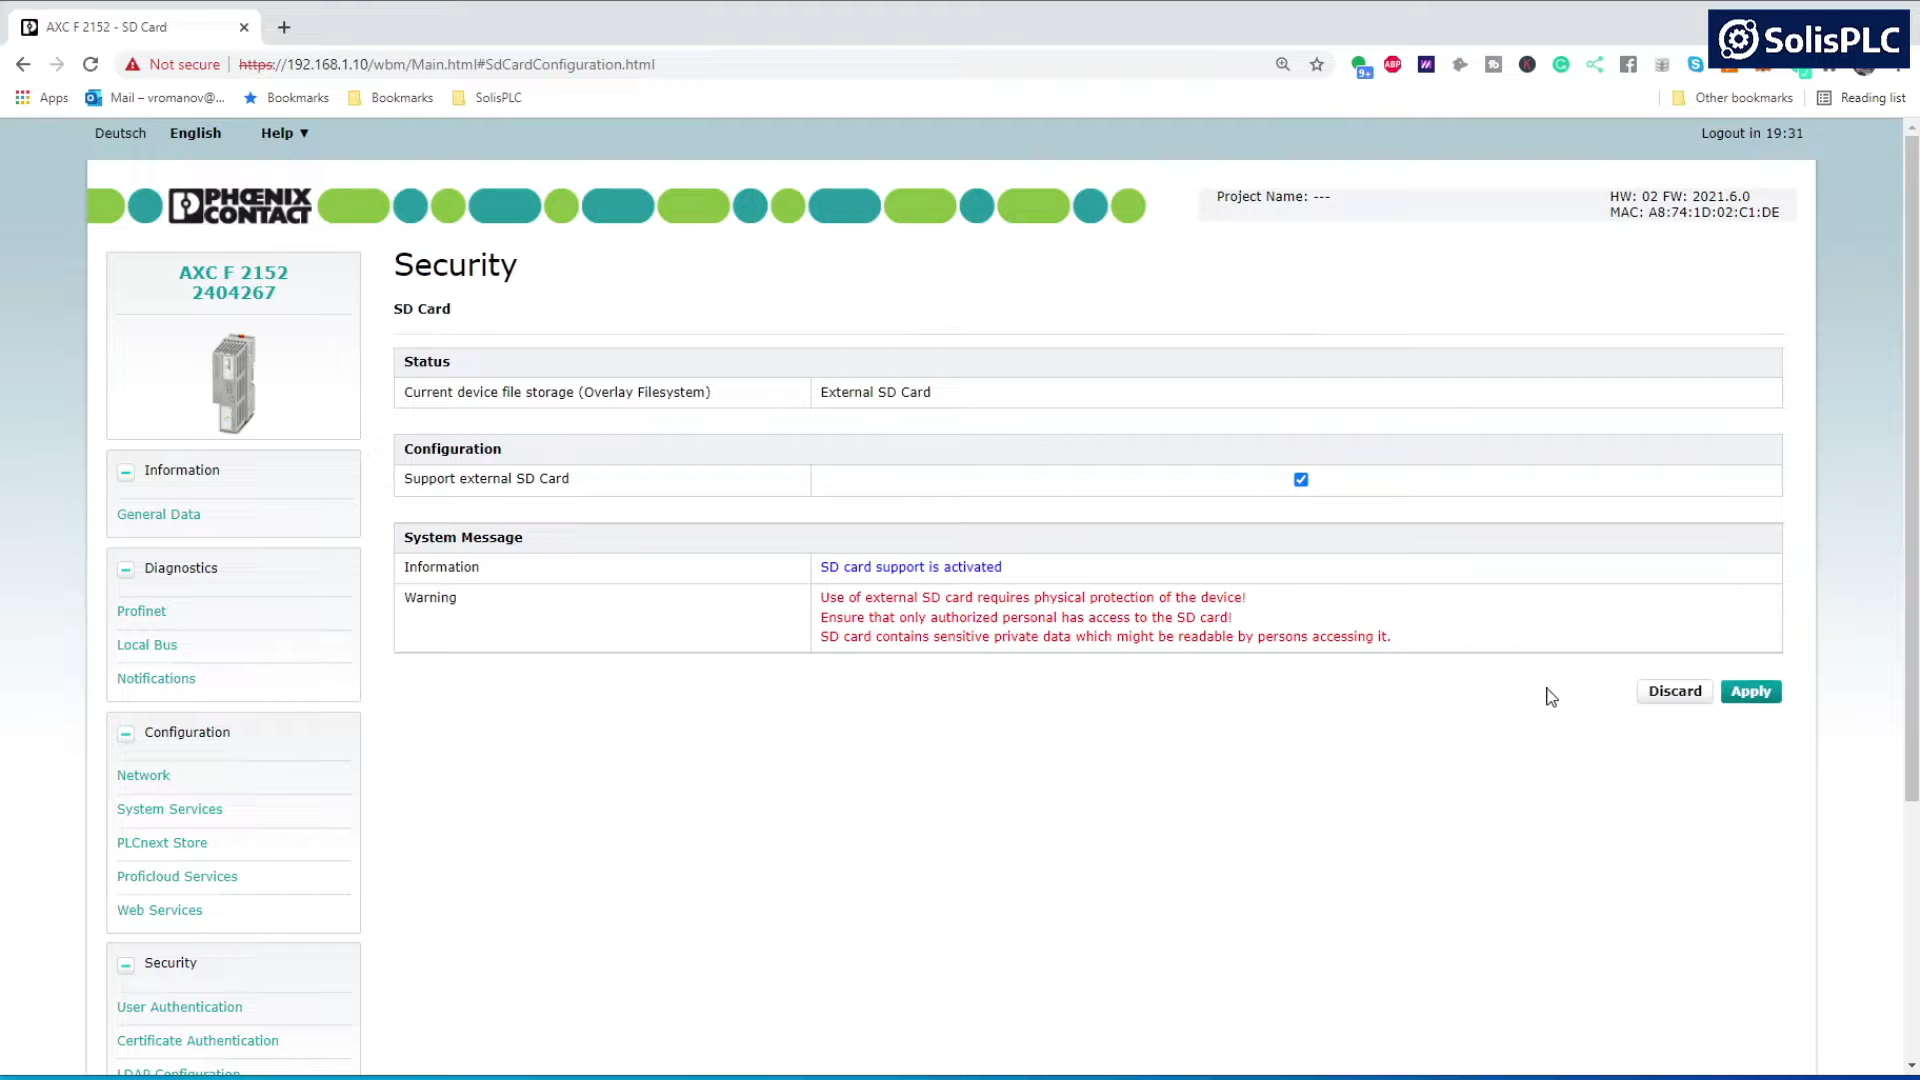 AXC F 2152 - SD Card
SolisPLC
Not secure https://192.168.1.10/wbm/Main.html#SdCardConfiguration.html
9+
ABP
Apps Mail – vromanov@... Bookmarks Bookmarks SolisPLC Other bookmarks Reading list
Deutsch English Help ▼ Logout in 19:31
PHŒNIX
CONTACT
Project Name: --- HW: 02 FW: 2021.6.0
MAC: A8:74:1D:02:C1:DE
AXC F 2152
2404267
Information
General Data
Diagnostics
Profinet
Local Bus
Notifications
Configuration
Network
System Services
PLCnext Store
Proficloud Services
Web Services
Security
User Authentication
Certificate Authentication
LDAP Configuration
Security
SD Card
Status
Current device file storage (Overlay Filesystem) External SD Card
Configuration
Support external SD Card
System Message
Information SD card support is activated
Warning Use of external SD card requires physical protection of the device!
Ensure that only authorized personal has access to the SD card!
SD card contains sensitive private data which might be readable by persons accessing it.
Discard Apply